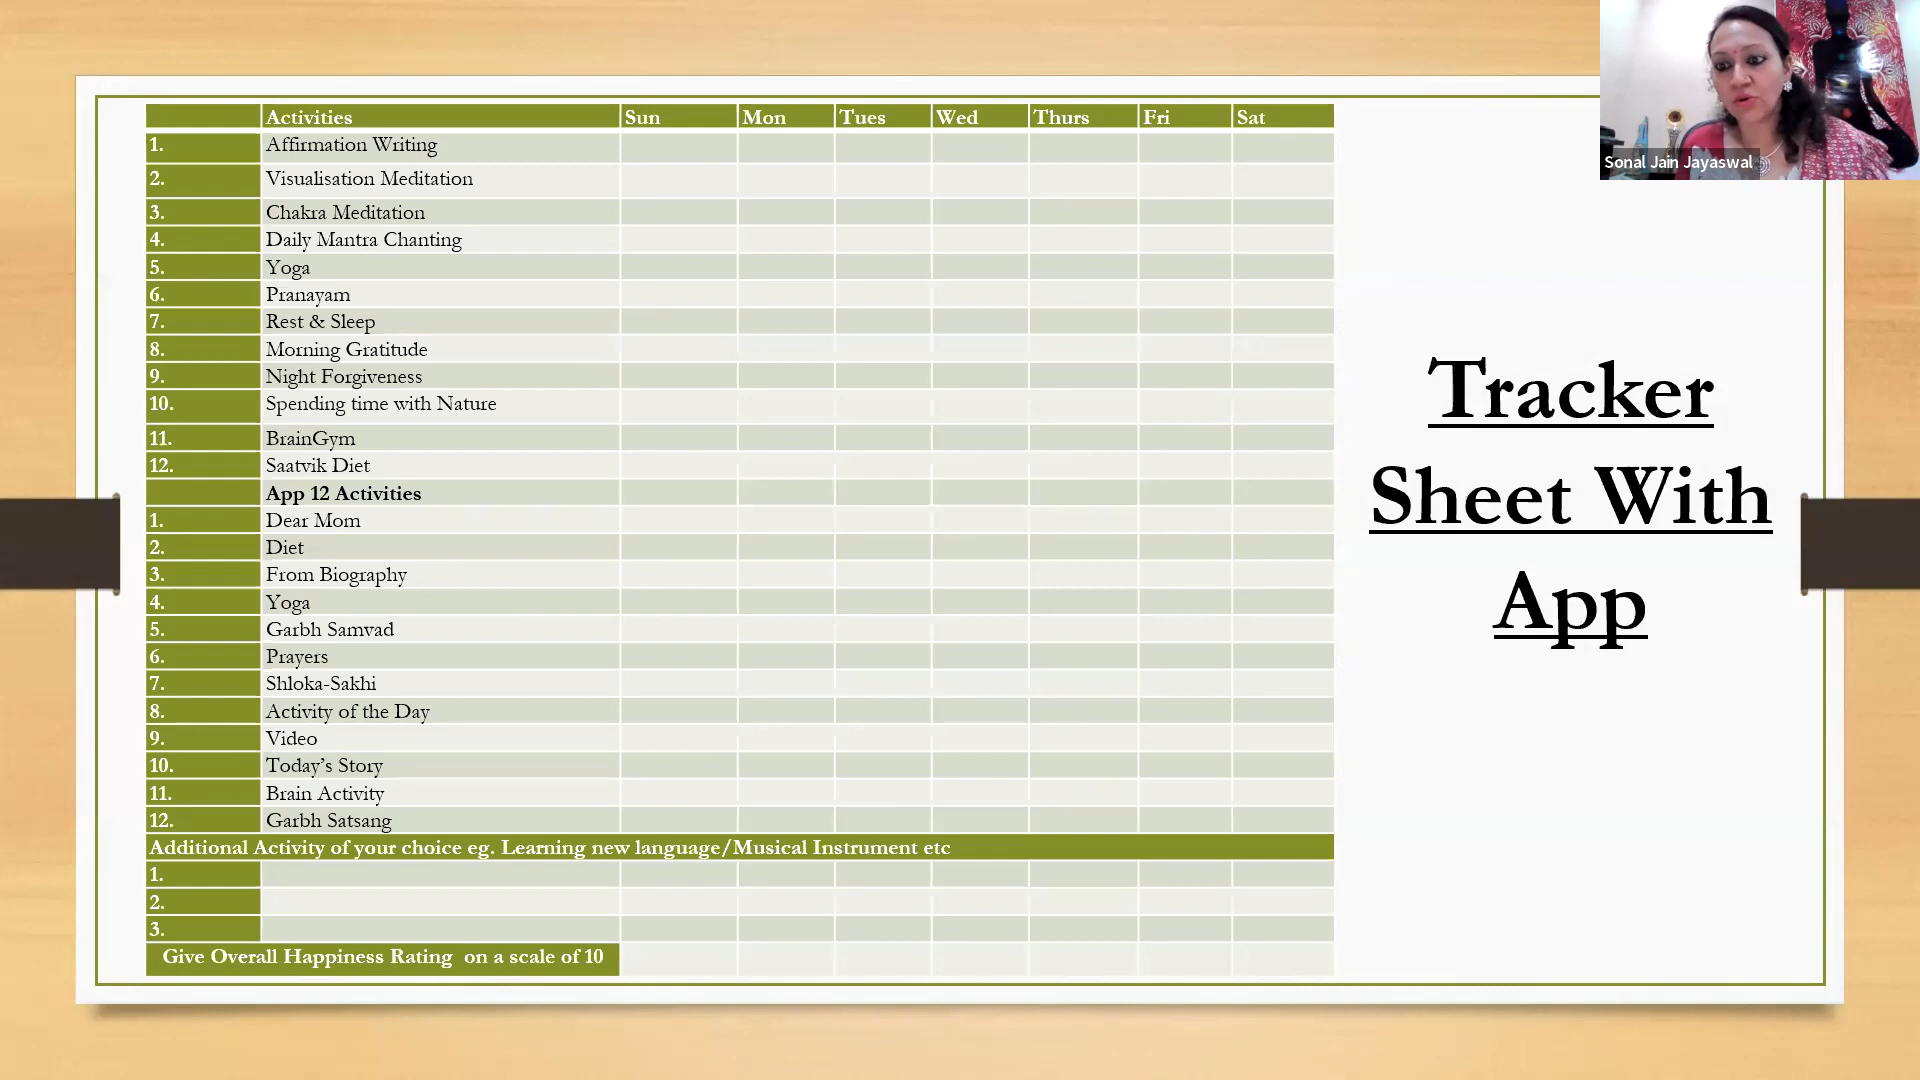 Activities Sun Mon Tues Wed Thurs Fri Sat
1. Affirmation Writing
2. Visualisation Meditation
3. Chakra Meditation
4. Daily Mantra Chanting
5. Yoga
6. Pranayam
7. Rest & Sleep
8. Morning Gratitude
9. Night Forgiveness
10. Spending time with Nature
11. BrainGym
12. Saatvik Diet
App 12 Activities
1. Dear Mom
2. Diet
3. From Biography
4. Yoga
5. Garbh Samvad
6. Prayers
7. Shloka-Sakhi
8. Activity of the Day
9. Video
10. Today’s Story
11. Brain Activity
12. Garbh Satsang
Additional Activity of your choice eg. Learning new language/Musical Instrument etc
1.
2.
3.
Give Overall Happiness Rating on a scale of 10
Tracker
Sheet With
App
Sonal Jain Jayaswal